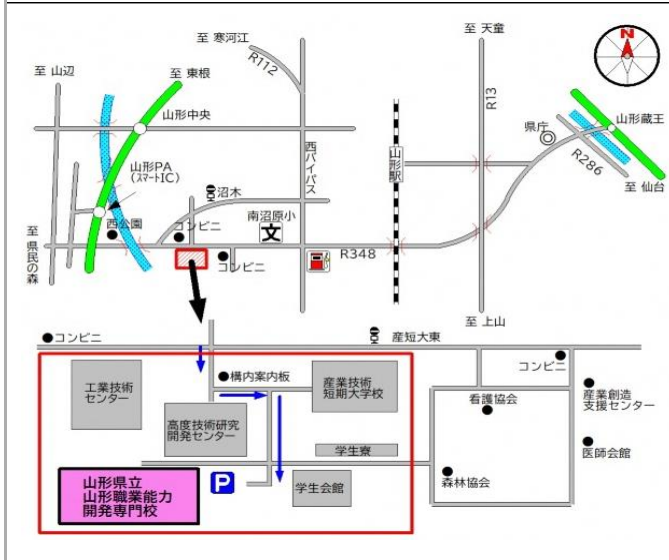 至 天童
至 寒河江
R112
N
至 山辺
至 東根
R13
山形中央
山形蔵王
県庁
R286
西バイパス
山形駅
山形PA
(スマートIC)
沼木
至 仙台
南沼原小
西公園
コンビニ
文
至 県民の森
R348
コンビニ
至 上山
コンビニ
産短大東
構内案内板
コンビニ
工業技術
センター
産業技術
短期大学校
看護協会
産業創造
支援センター
高度技術研究
開発センター
学生寮
医師会館
山形県立
山形職業能力
開発専門校
P
学生会館
森林協会